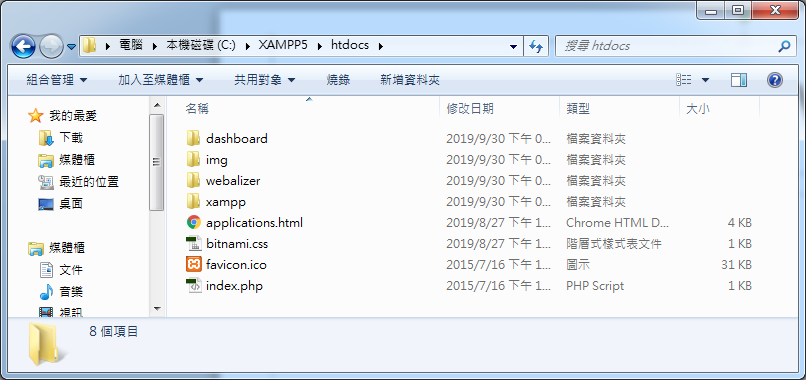 電腦 本機磁碟 (C:) XAMPP5 htdocs 搜尋 htdocs
組合管理 加入至媒體櫃 共用對象 燒錄 新增資料夾
我的最愛
下載
媒體櫃
最近的位置
桌面
媒體櫃
文件
音樂
視訊
名稱 修改日期 類型 大小
dashboard 2019/9/30 下午 0... 檔案資料夾
img 2019/9/30 下午 0... 檔案資料夾
webalizer 2019/9/30 下午 0... 檔案資料夾
xampp 2019/9/30 下午 0... 檔案資料夾
applications.html 2019/8/27 下午 1... Chrome HTML D... 4 KB
bitnami.css 2019/8/27 下午 1... 階層式樣式表文件 1 KB
favicon.ico 2015/7/16 下午 1... 圖示 31 KB
index.php 2015/7/16 下午 1... PHP Script 1 KB
8 個項目